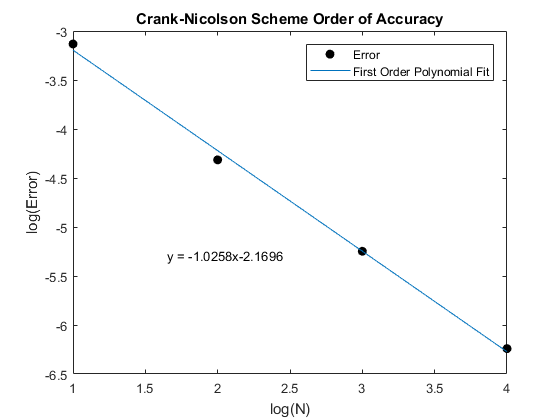 Crank-Nicolson Scheme Order of Accuracy
-3
Error
First Order Polynomial Fit
-3.5
-4
-4.5
log(Error)
-5
y = -1.0258x-2.1696
-5.5
-6
-6.5
1 1.5 2 2.5 3 3.5 4
log(N)